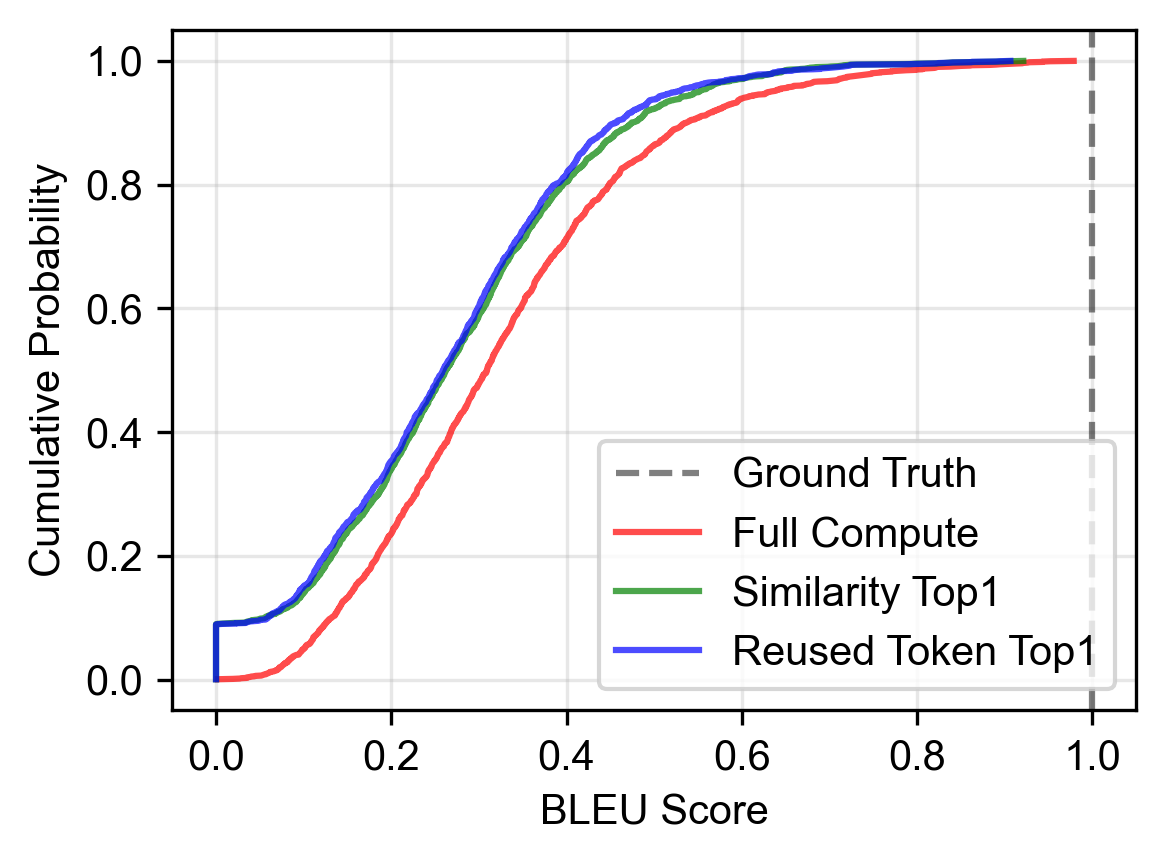 1.0
0.8
0.6
0.4
0.2
0.0
Cumulative Probability
Ground Truth
Full Compute
Similarity Top1
Reused Token Top1
0.0 0.2 0.4 0.6 0.8 1.0
BLEU Score